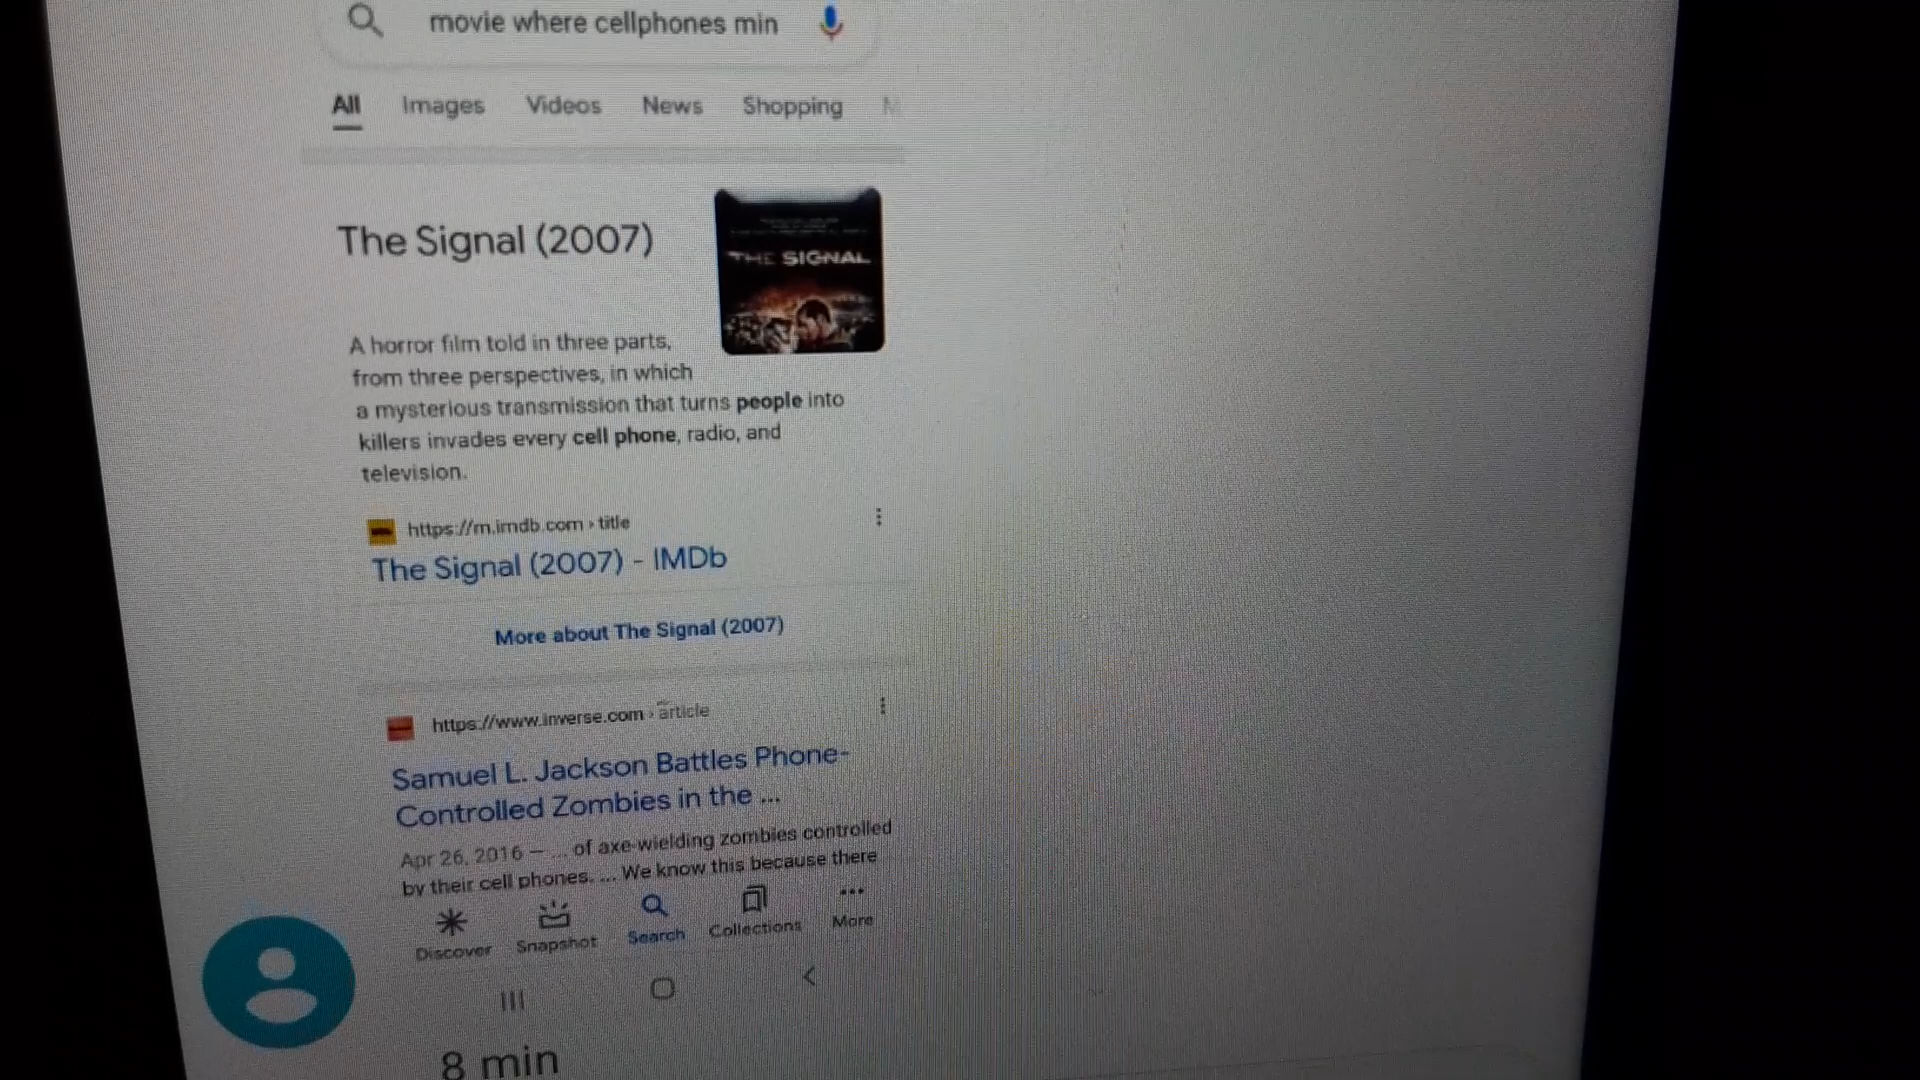 movie where cellphones min
All Images Videos News Shopping M
The Signal (2007)
THE SIGNAL
A horror film told in three parts,
from three perspectives, in which
a mysterious transmission that turns people into
killers invades every cell phone, radio, and
television.
https://m.imdb.com › title
The Signal (2007) - IMDb
More about The Signal (2007)
https://www.inverse.com › article
Samuel L. Jackson Battles Phone-
Controlled Zombies in the ...
Apr 26, 2016 — ... of axe-wielding zombies controlled
by their cell phones. ... We know this because there
Discover Snapshot Search Collections More
8 min